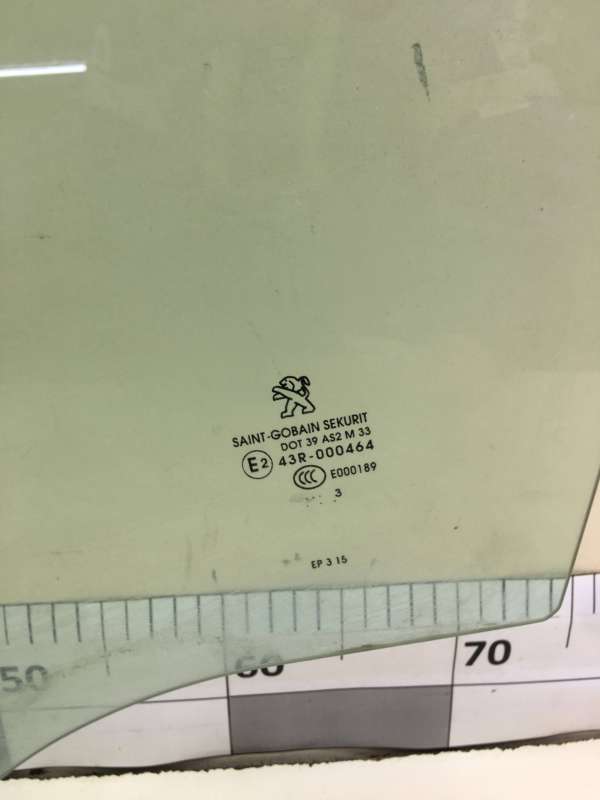 SAINT-GOBAIN SEKURIT
DOT 39 AS2 M 33
E2 43R-000464
CCC E000189
3
EP 3 15
50 60 70